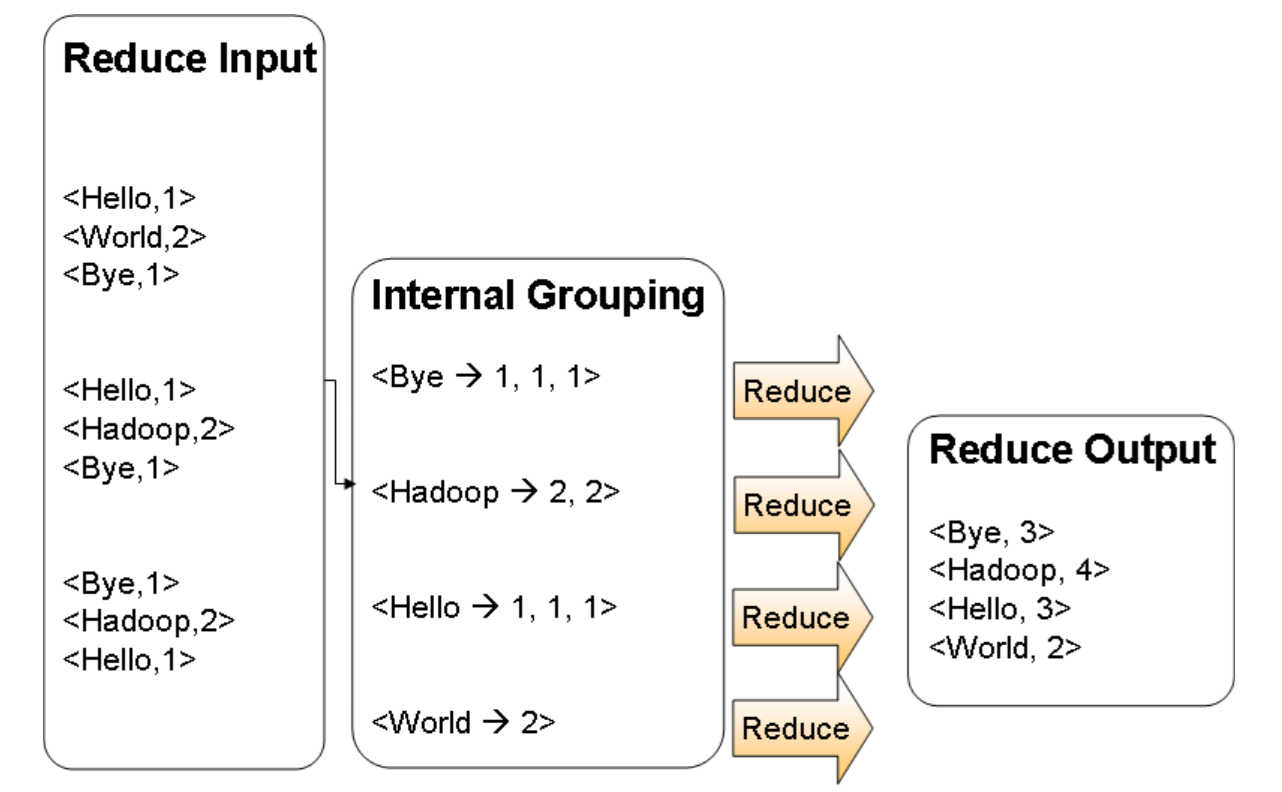 Reduce Input
<Hello,1>
<World,2>
<Bye,1>
<Hello,1>
<Hadoop,2>
<Bye,1>
<Bye,1>
<Hadoop,2>
<Hello,1>
Internal Grouping
<Bye → 1, 1, 1>
<Hadoop → 2, 2>
<Hello → 1, 1, 1>
<World → 2>
Reduce
Reduce
Reduce
Reduce
Reduce Output
<Bye, 3>
<Hadoop, 4>
<Hello, 3>
<World, 2>